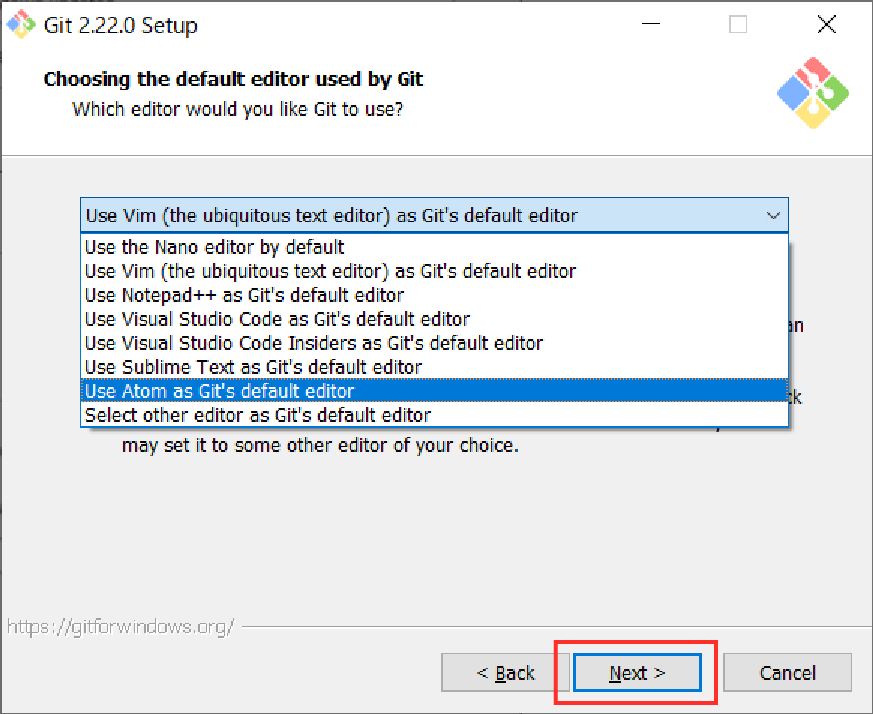 Git 2.22.0 Setup
Choosing the default editor used by Git
Which editor would you like Git to use?
Use Vim (the ubiquitous text editor) as Git's default editor
Use the Nano editor by default
Use Vim (the ubiquitous text editor) as Git's default editor
Use Notepad++ as Git's default editor
Use Visual Studio Code as Git's default editor
Use Visual Studio Code Insiders as Git's default editor
Use Sublime Text as Git's default editor
Use Atom as Git's default editor
Select other editor as Git's default editor
may set it to some other editor of your choice.
https://gitforwindows.org/
< Back
Next >
Cancel